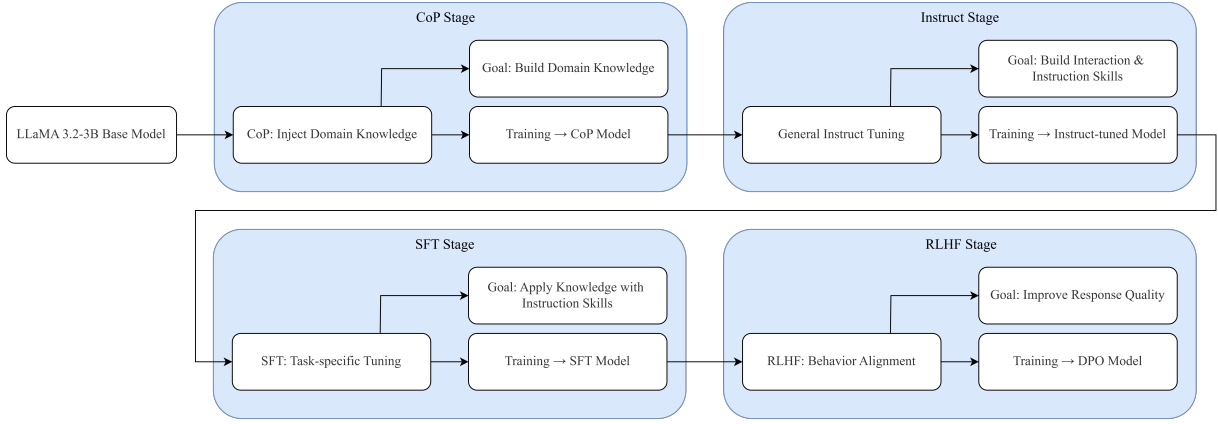 CoP Stage
Goal: Build Domain Knowledge
LLaMA 3.2-3B Base Model
CoP: Inject Domain Knowledge
Training → CoP Model
Instruct Stage
Goal: Build Interaction &
Instruction Skills
General Instruct Tuning
Training → Instruct-tuned Model
SFT Stage
Goal: Apply Knowledge with
Instruction Skills
SFT: Task-specific Tuning
Training → SFT Model
RLHF Stage
Goal: Improve Response Quality
RLHF: Behavior Alignment
Training → DPO Model